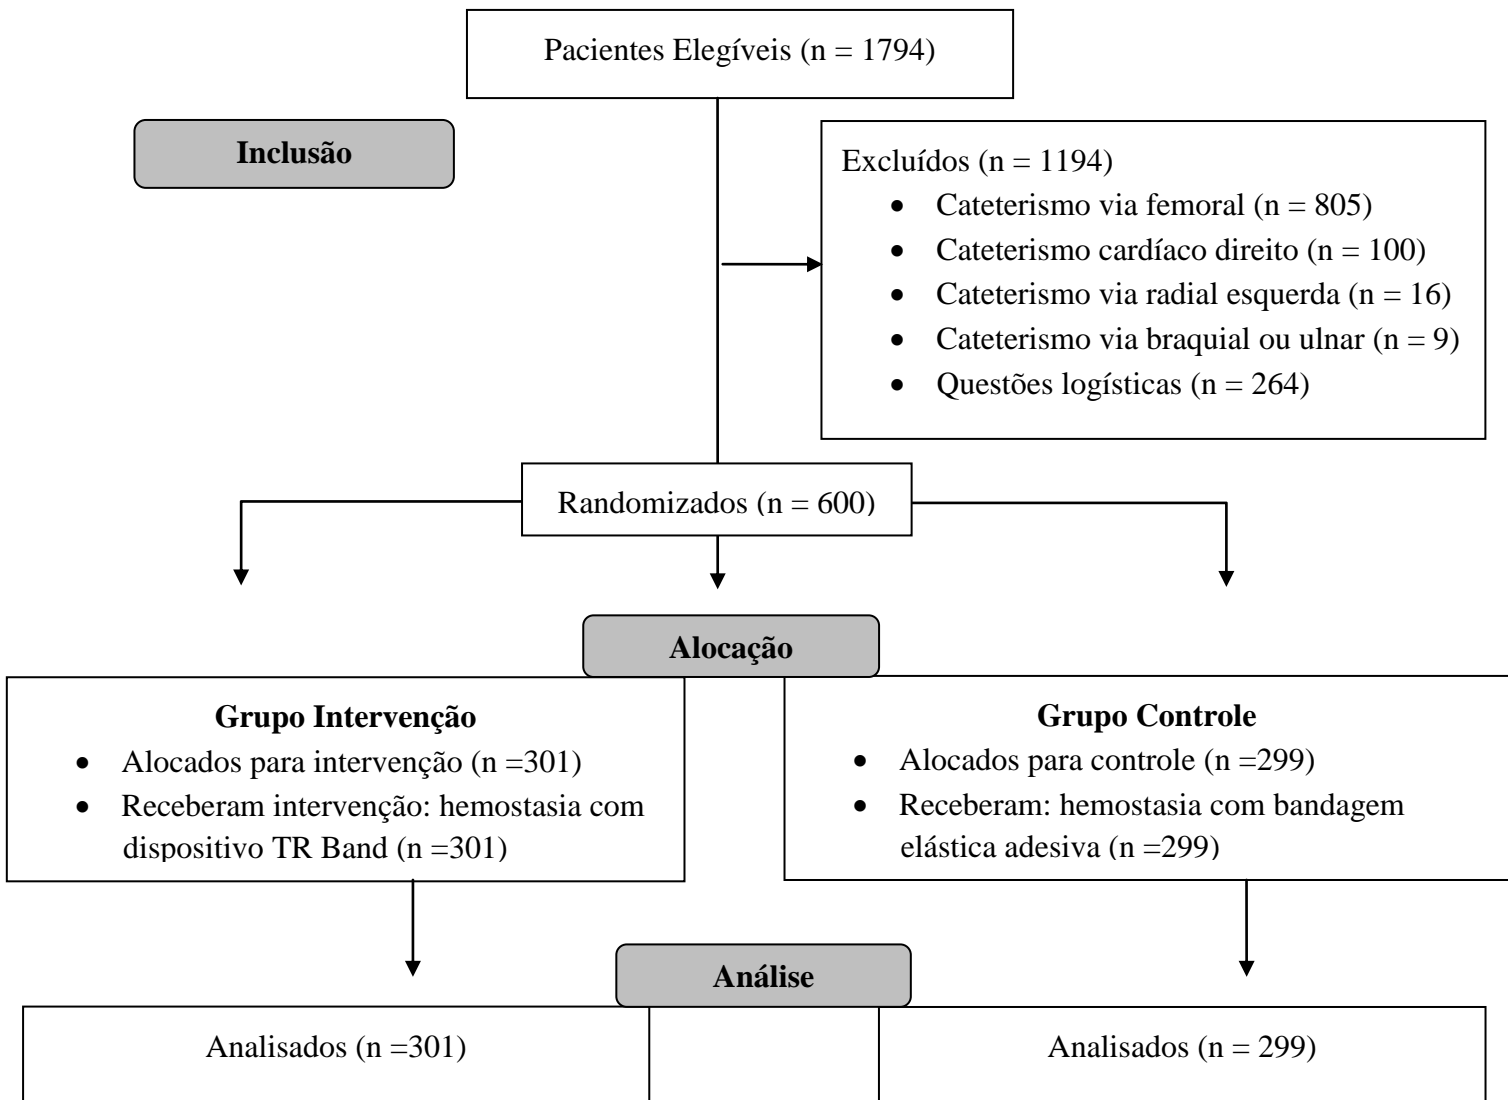 Pacientes Elegíveis (n = 1794)
Inclusão
Excluídos (n = 1194)
• Cateterismo via femoral (n = 805)
• Cateterismo cardíaco direito (n = 100)
• Cateterismo via radial esquerda (n = 16)
• Cateterismo via braquial ou ulnar (n = 9)
• Questões logísticas (n = 264)
Randomizados (n = 600)
Alocação
Grupo Intervenção
• Alocados para intervenção (n =301)
• Receberam intervenção: hemostasia com
dispositivo TR Band (n =301)
Grupo Controle
• Alocados para controle (n =299)
• Receberam: hemostasia com bandagem
elástica adesiva (n =299)
Análise
Analisados (n =301)
Analisados (n = 299)